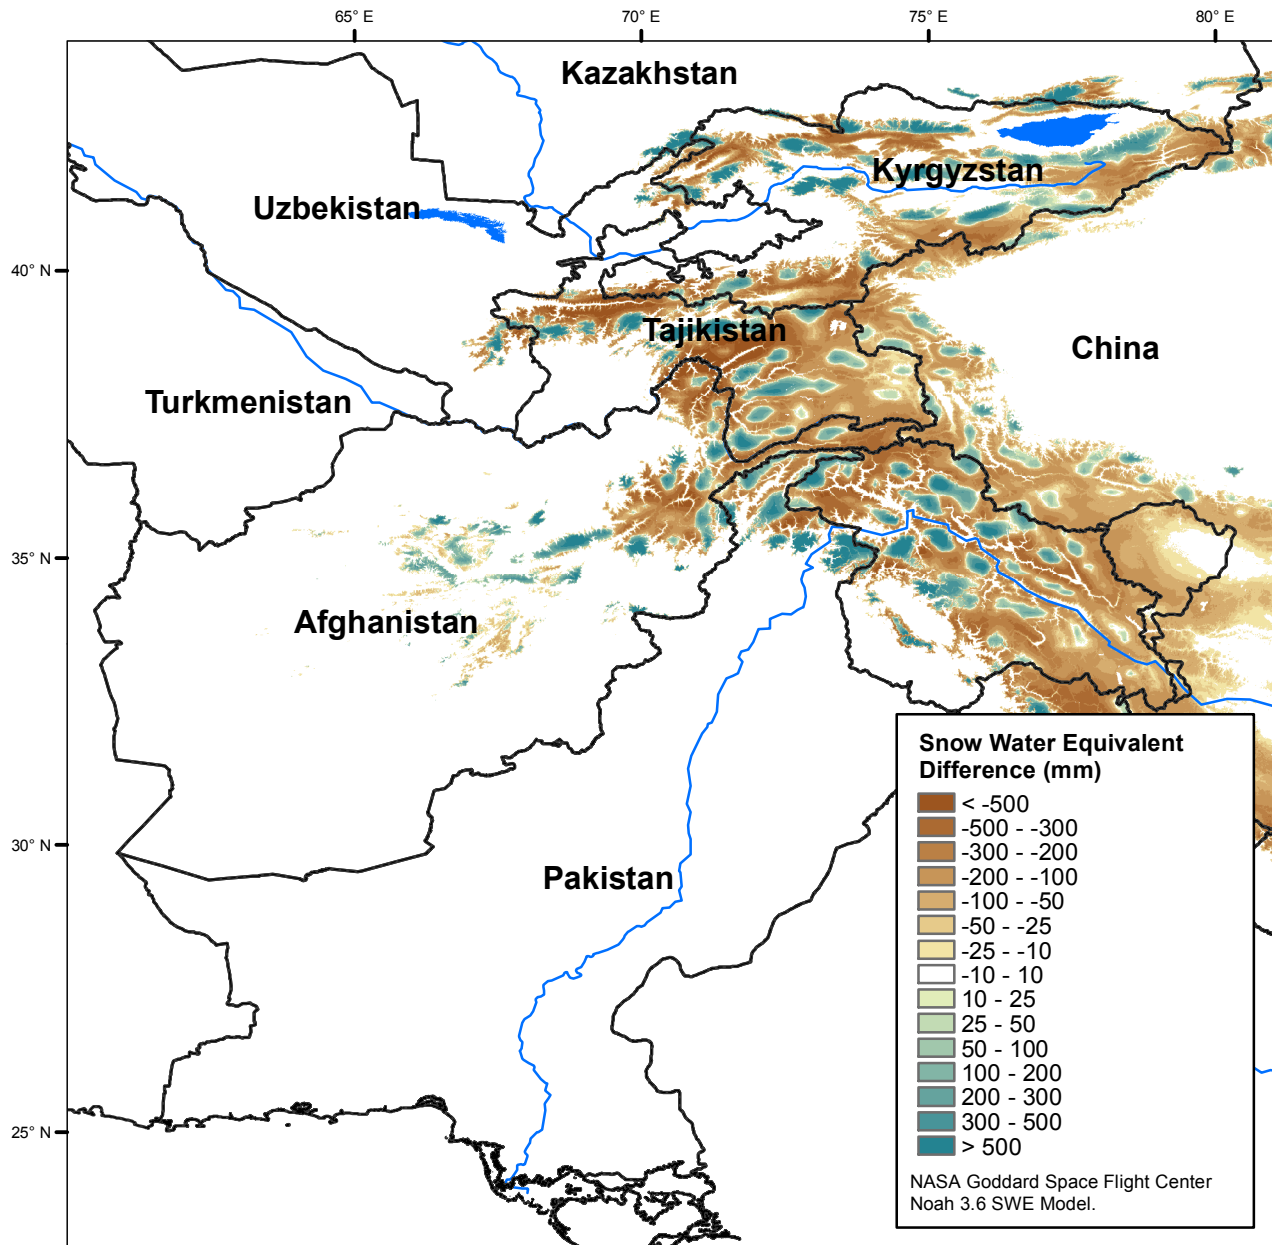 65° E
70° E
75° E
80° E
Kazakhstan
Kyrgyzstan
Uzbekistan
40° N
Tajikistan
China
Turkmenistan
35° N
Afghanistan
Snow Water Equivalent
Difference (mm)
< -500
-500 - -300
-300 - -200
-200 - -100
-100 - -50
-50 - -25
-25 - -10
-10 - 10
10 - 25
25 - 50
50 - 100
100 - 200
200 - 300
300 - 500
> 500
30° N
Pakistan
25° N
NASA Goddard Space Flight Center
Noah 3.6 SWE Model.